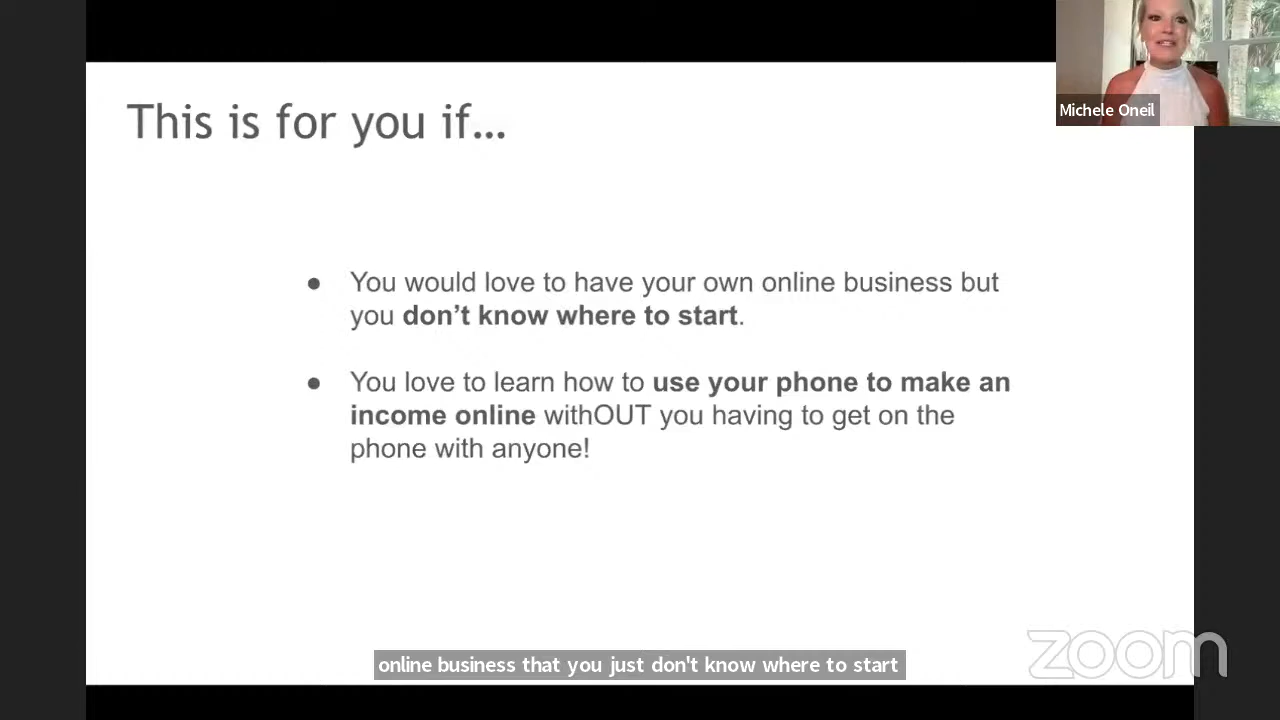 Michele Oneil
This is for you if...
● You would love to have your own online business but
you don't know where to start.
● You love to learn how to use your phone to make an
income online withOUT you having to get on the
phone with anyone!
online business that you just don't know where to start
zoom